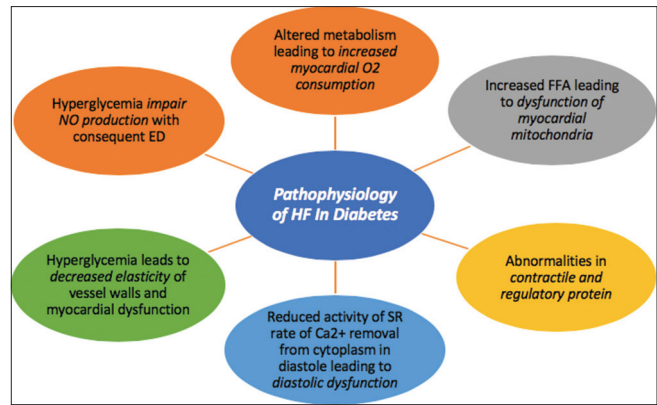 Altered metabolism
leading to increased
myocardial O2
consumption
Hyperglycemia impair
NO production with
consequent ED
Increased FFA leading
to dysfunction of
myocardial
mitochondria
Pathophysiology
of HF In Diabetes
Hyperglycemia leads to
decreased elasticity of
vessel walls and
myocardial dysfunction
Abnormalities in
contractile and
regulatory protein
Reduced activity of SR
rate of Ca2+ removal
from cytoplasm in
diastole leading to
diastolic dysfunction